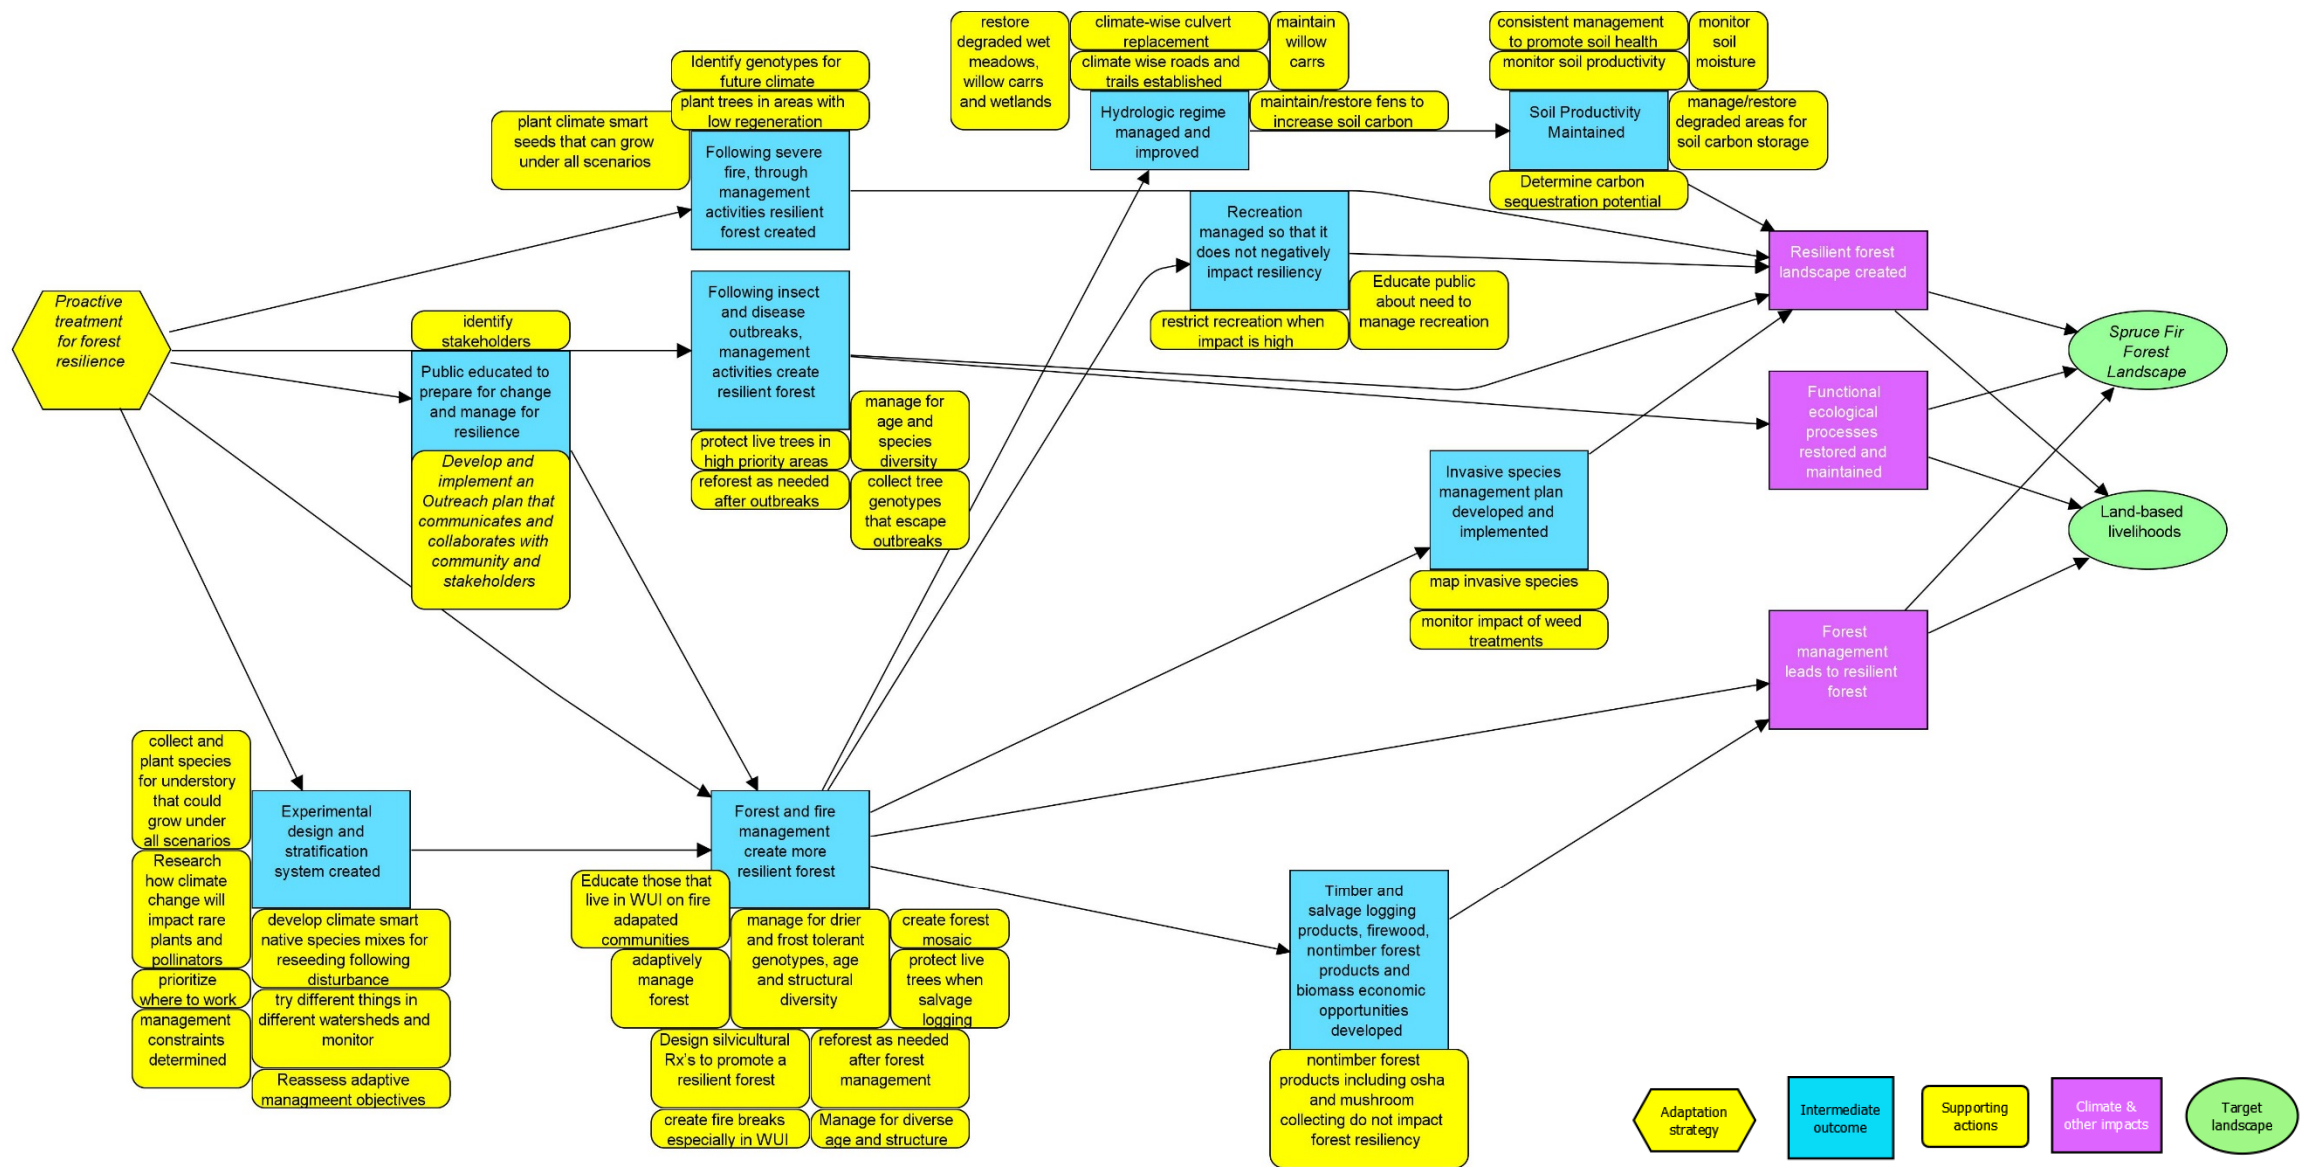 Proactive
treatment
for forest
resilience
plant climate smart
seeds that can grow
under all scenarios
Identify genotypes for
future climate
plant trees in areas with
low regeneration
Following severe
fire, through
management
activities resilient
forest created
identify
stakeholders
Public educated to
prepare for change
and manage for
resilience
Develop and
implement an
Outreach plan that
communicates and
collaborates with
community and
stakeholders
Following insect
and disease
outbreaks,
management
activities create
resilient forest
protect live trees in
high priority areas
reforest as needed
after outbreaks
manage for
age and
species
diversity
collect tree
genotypes
that escape
outbreaks
restore
degraded wet
meadows,
willow carrs
and wetlands
climate-wise culvert
replacement
climate wise roads and
trails established
maintain
willow
carrs
Hydrologic regime
managed and
improved
maintain/restore fens to
increase soil carbon
consistent management
to promote soil health
monitor soil productivity
monitor
soil
moisture
Soil Productivity
Maintained
manage/restore
degraded areas for
soil carbon storage
Determine carbon
sequestration potential
Recreation
managed so that it
does not negatively
impact resiliency
restrict recreation when
impact is high
Educate public
about need to
manage recreation
Resilient forest
landscape created
Functional
ecological
processes
restored and
maintained
Forest
management
leads to resilient
forest
Spruce Fir
Forest
Landscape
Land-based
livelihoods
Invasive species
management plan
developed and
implemented
map invasive species
monitor impact of weed
treatments
collect and
plant species
for understory
that could
grow under
all scenarios
Research
how climate
change will
impact rare
plants and
pollinators
prioritize
where to work
management
constraints
determined
Experimental
design and
stratification
system created
develop climate smart
native species mixes for
reseeding following
disturbance
try different things in
different watersheds and
monitor
Reassess adaptive
managmeent objectives
Forest and fire
management
create more
resilient forest
Educate those that
live in WUI on fire
adapated
communities
adaptively
manage
forest
manage for drier
and frost tolerant
genotypes, age
and structural
diversity
create forest
mosaic
protect live
trees when
salvage
logging
Design silvicultural
Rx's to promote a
resilient forest
reforest as needed
after forest
management
create fire breaks
especially in WUI
Manage for diverse
age and structure
Timber and
salvage logging
products, firewood,
nontimber forest
products and
biomass economic
opportunities
developed
nontimber forest
products including osha
and mushroom
collecting do not impact
forest resiliency
Adaptation
strategy
Intermediate
outcome
Supporting
actions
Climate &
other impacts
Target
landscape